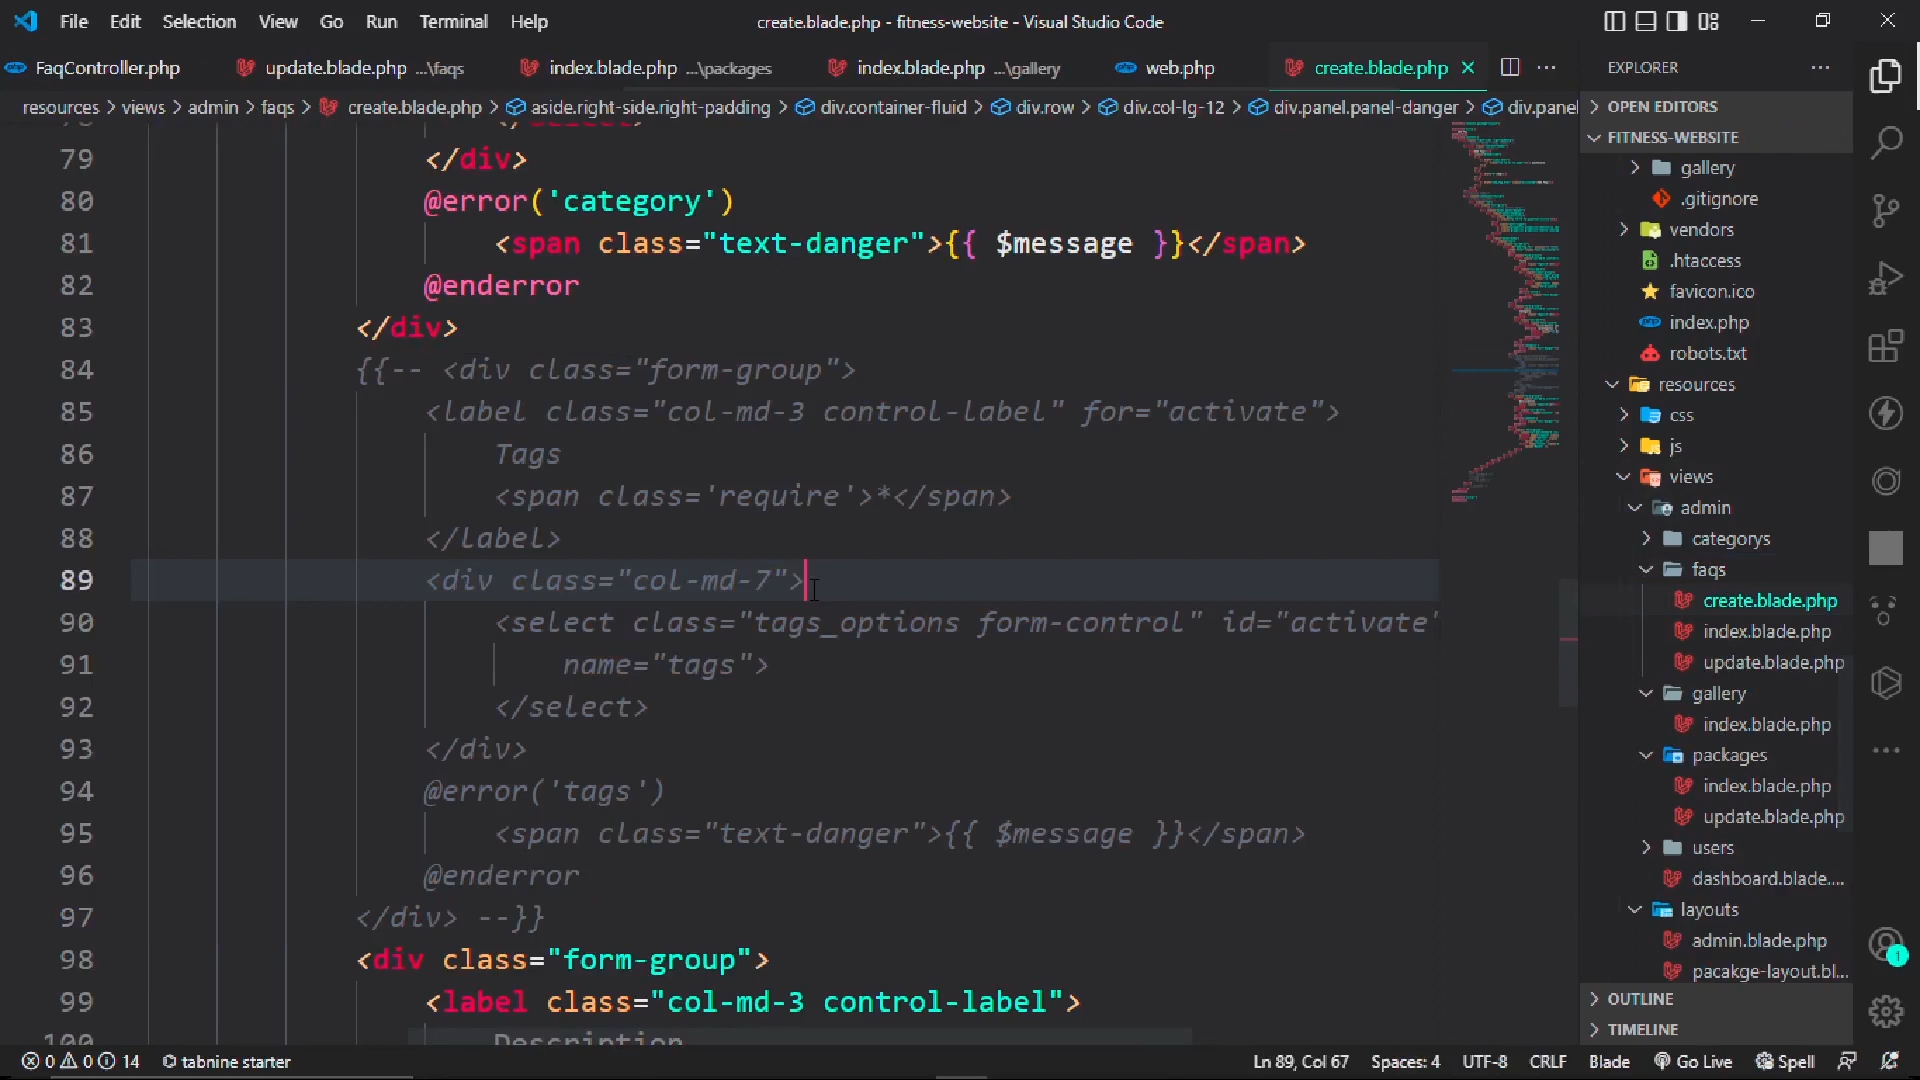 File Edit Selection View Go Run Terminal Help
create.blade.php - fitness-website - Visual Studio Code
FaqController.php
update.blade.php ...\faqs
index.blade.php ...\packages
index.blade.php ...\gallery
web.php
create.blade.php
EXPLORER
resources > views > admin > faqs > create.blade.php > aside.right-side.right-padding > div.container-fluid > div.row > div.col-lg-12 > div.panel.panel-danger > div.panel
79 </div>
80 @error('category')
81 <span class="text-danger">{{ $message }}</span>
82 @enderror
83 </div>
84 {{-- <div class="form-group">
85 <label class="col-md-3 control-label" for="activate">
86 Tags
87 <span class='require'>*</span>
88 </label>
89 <div class="col-md-7">
90 <select class="tags_options form-control" id="activate"
91 name="tags">
92 </select>
93 </div>
94 @error('tags')
95 <span class="text-danger">{{ $message }}</span>
96 @enderror
97 </div> --}}
98 <div class="form-group">
99 <label class="col-md-3 control-label">
100 Description
OPEN EDITORS
FITNESS-WEBSITE
gallery
.gitignore
vendors
.htaccess
favicon.ico
index.php
robots.txt
resources
css
js
views
admin
categorys
faqs
create.blade.php
index.blade.php
update.blade.php
gallery
index.blade.php
packages
index.blade.php
update.blade.php
users
dashboard.blade....
layouts
admin.blade.php
pacakge-layout.bl...
OUTLINE
TIMELINE
1
0 0 14 tabnine starter
Ln 89, Col 67 Spaces: 4 UTF-8 CRLF Blade Go Live Spell